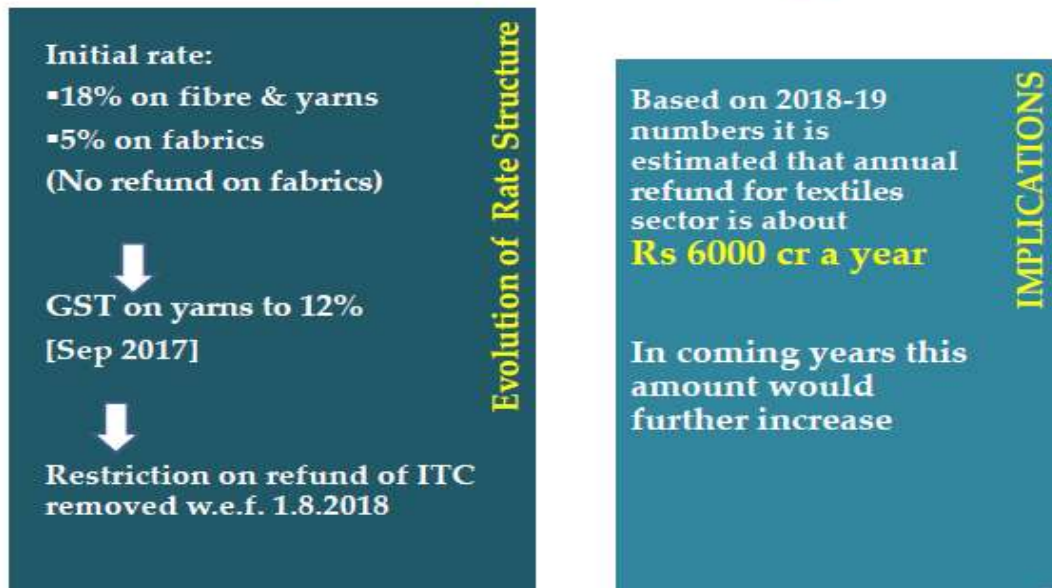 Initial rate:
▪18% on fibre & yarns
▪5% on fabrics
(No refund on fabrics)
GST on yarns to 12%
[Sep 2017]
Restriction on refund of ITC
removed w.e.f. 1.8.2018
Evolution of Rate Structure
Based on 2018-19
numbers it is
estimated that annual
refund for textiles
sector is about
Rs 6000 cr a year
In coming years this
amount would
further increase
IMPLICATIONS